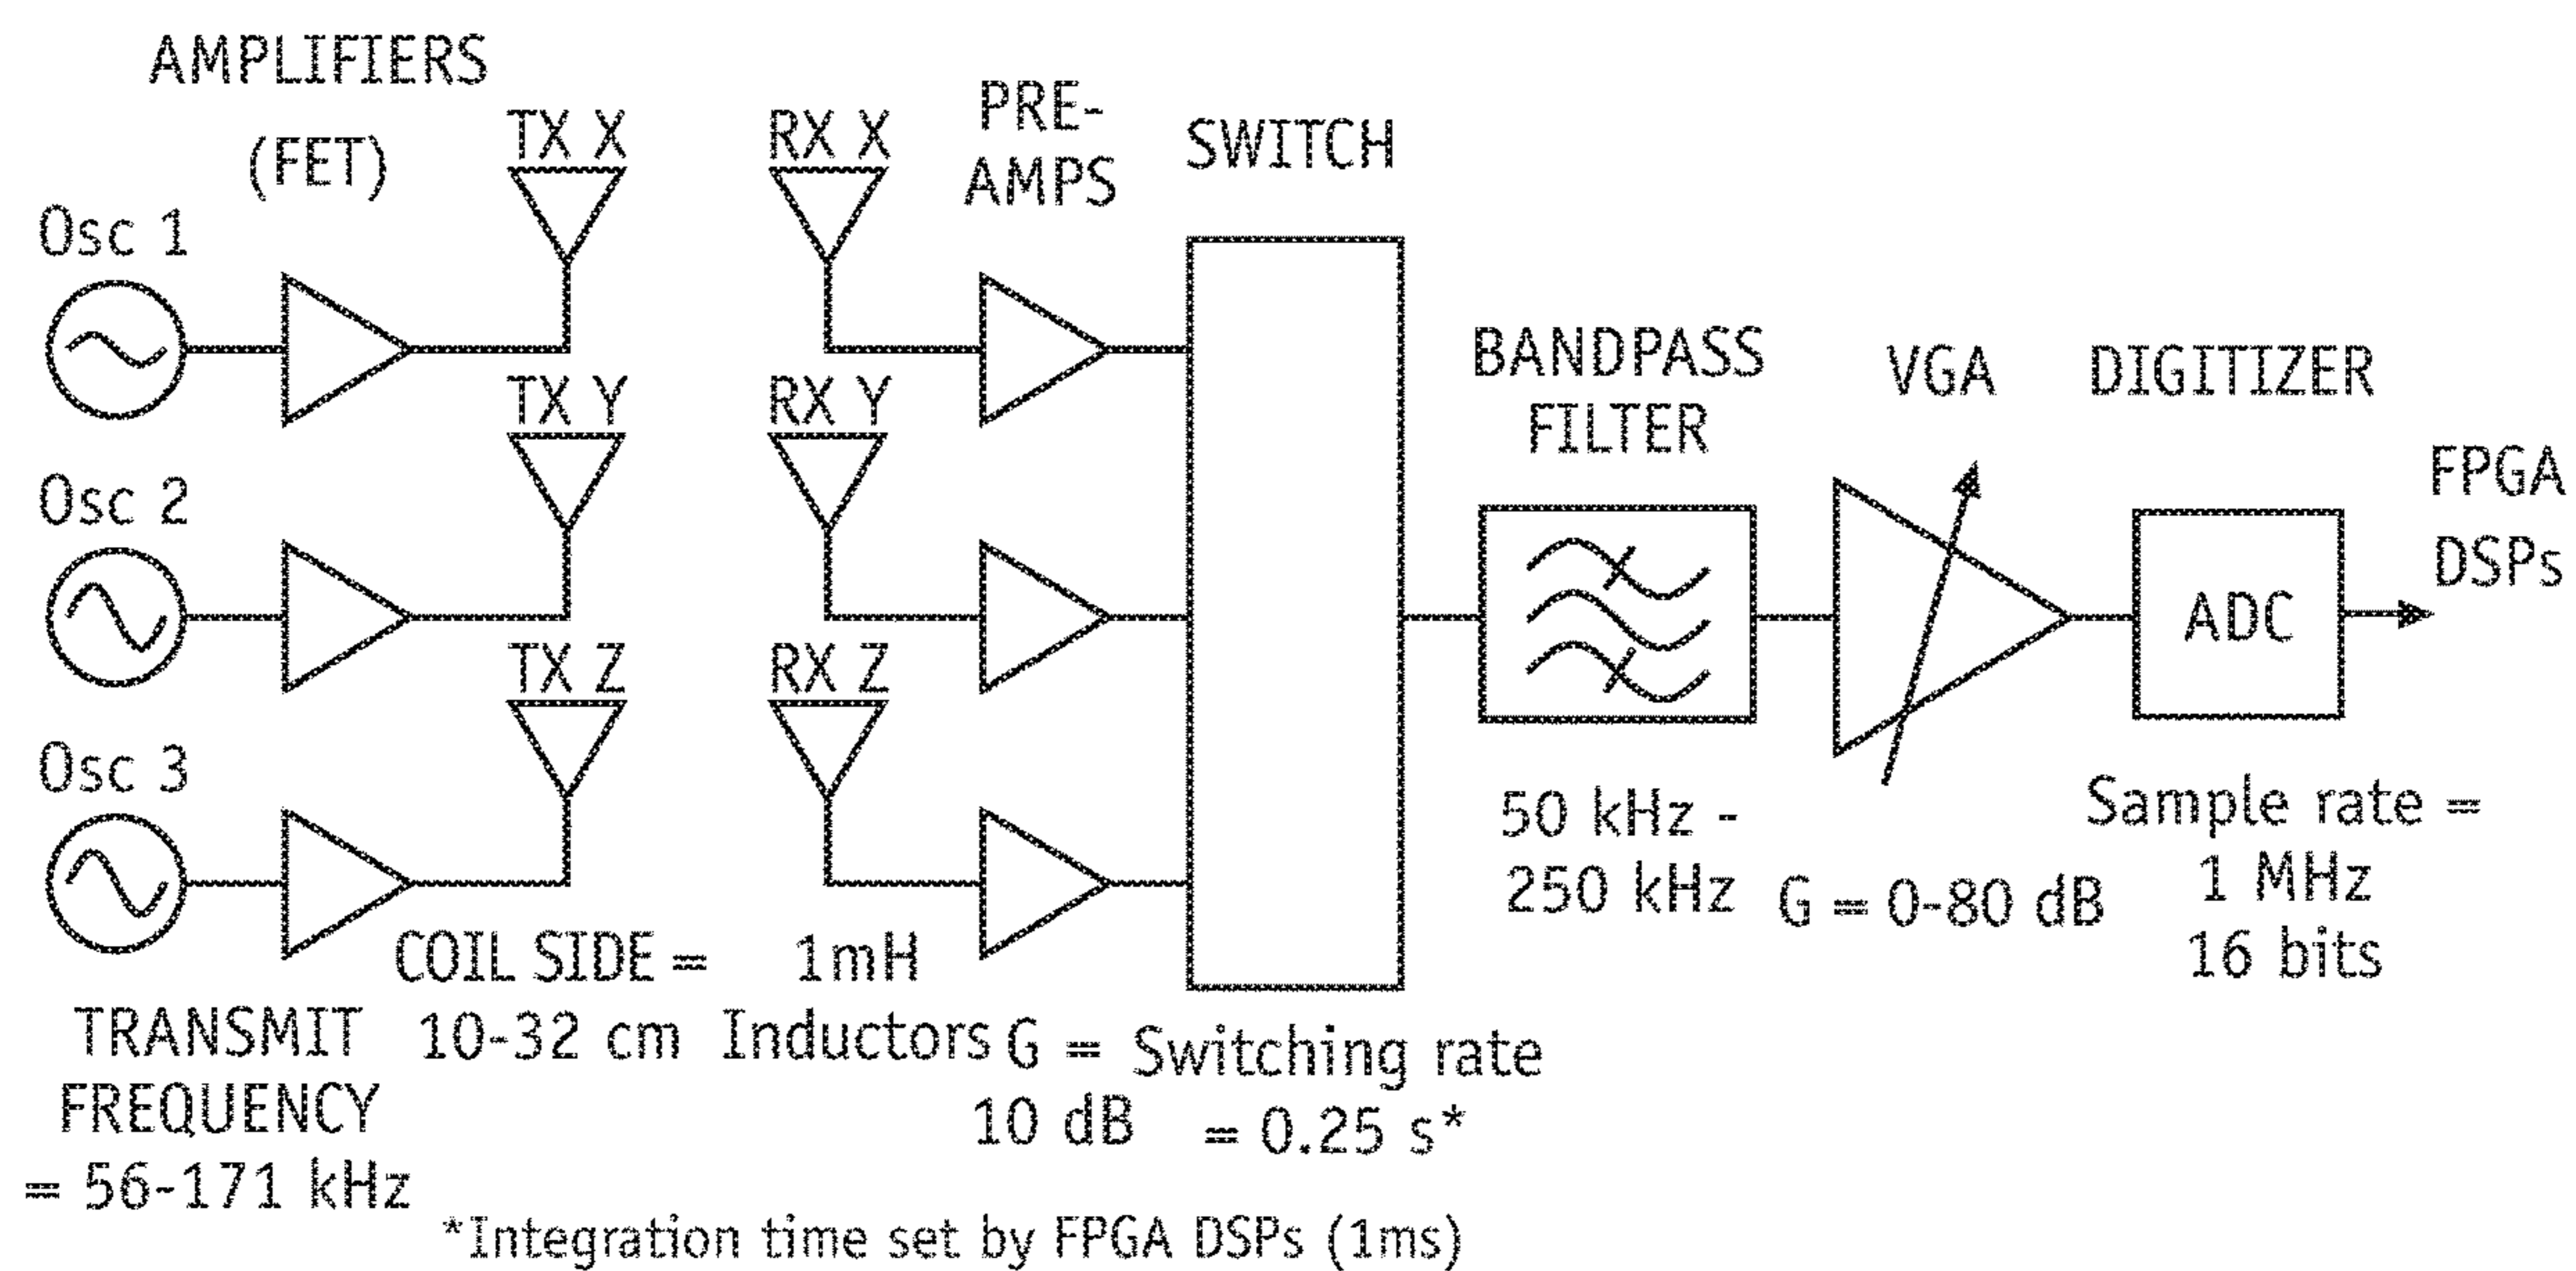 AMPLIFIERS
(FET)
TX X
RX X
PRE-
AMPS
SWITCH
Osc 1
TX Y
RX Y
BANDPASS
FILTER
VGA
DIGITIZER
FPGA
DSPs
Osc 2
ADC
TX Z
RX Z
Osc 3
50 kHz -
250 kHz
G = 0-80 dB
Sample rate =
1 MHz
16 bits
COIL SIDE =
10-32 cm
1mH
Inductors
G =
10 dB
Switching rate
= 0.25 s*
TRANSMIT
FREQUENCY
= 56-171 kHz
*Integration time set by FPGA DSPs (1ms)